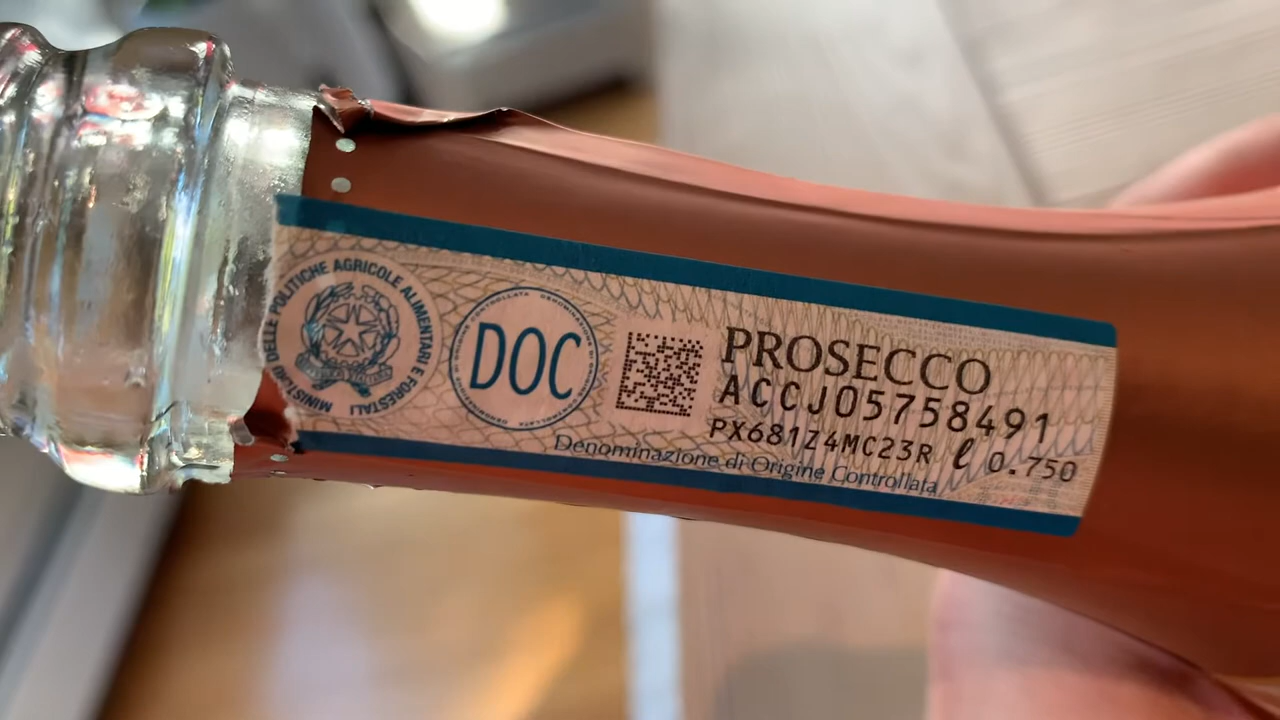 MINISTERO DELLE POLITICHE AGRICOLE ALIMENTARI E FORESTALI
DOC
PROSECCO
ACCJ05758491
PX681Z4MC23R ℓ 0.750
Denominazione di Origine Controllata